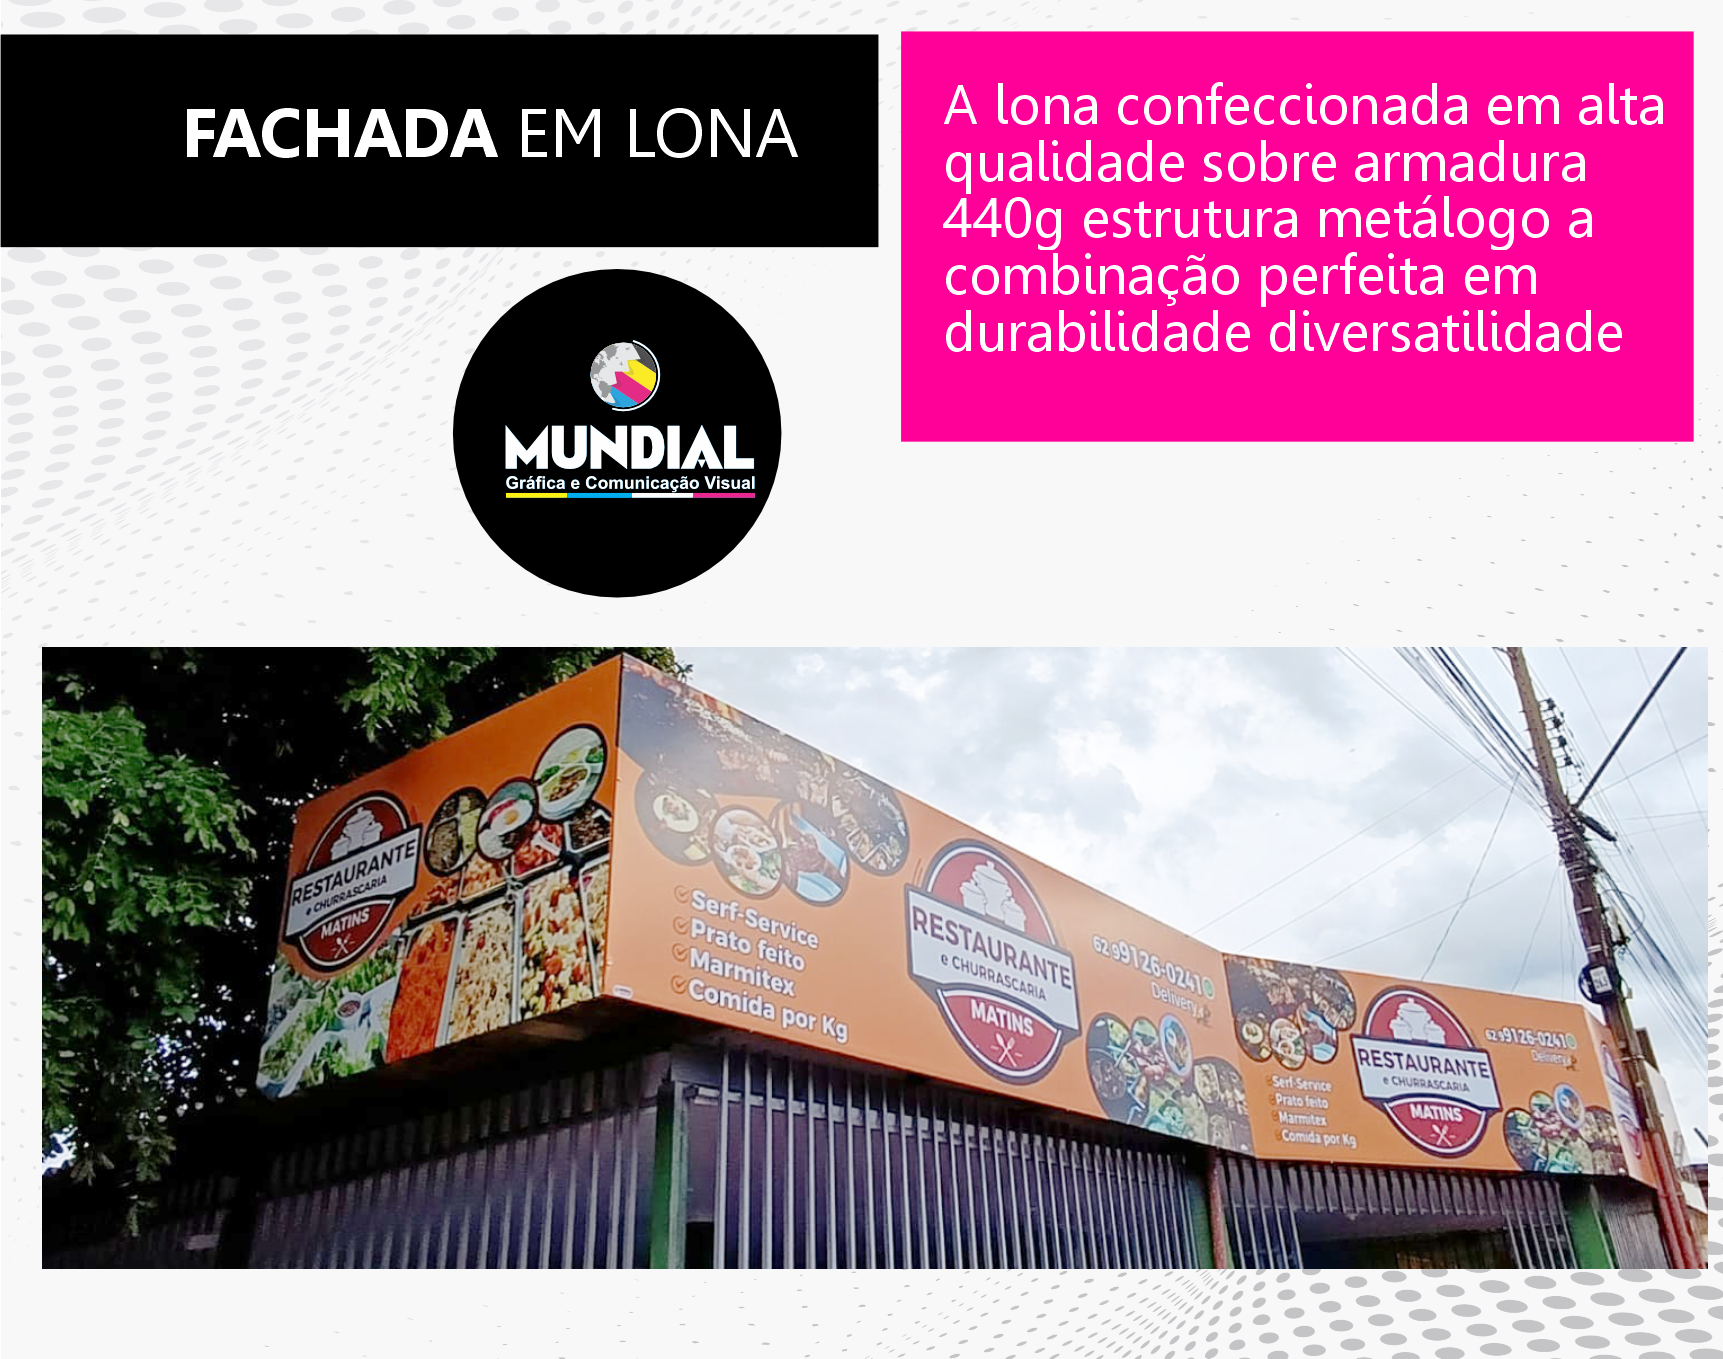 FACHADA EM LONA
A lona confeccionada em alta
qualidade sobre armadura
440g estrutura metálogo a
combinação perfeita em
durabilidade diversatilidade
MUNDIAL
Gráfica e Comunicação Visual
RESTAURANTE
e CHURRASCARIA
MATINS
Serf-Service
Prato feito
Marmitex
Comida por Kg
RESTAURANTE
e CHURRASCARIA
MATINS
62 99126-0241
Delivery
Serf-Service
Prato feito
Marmitex
Comida por Kg
RESTAURANTE
e CHURRASCARIA
MATINS
62 99126-0241
Delivery